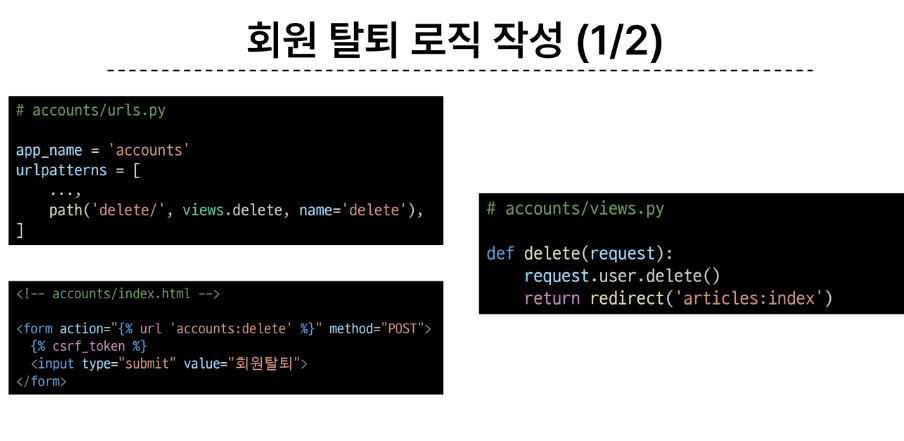 회원 탈퇴 로직 작성 (1/2)
# accounts/urls.py
app_name = 'accounts'
urlpatterns = [
    ...,
    path('delete/', views.delete, name='delete'),
]
<!-- accounts/index.html -->
<form action="{% url 'accounts:delete' %}" method="POST">
  {% csrf_token %}
  <input type="submit" value="회원탈퇴">
</form>
# accounts/views.py
def delete(request):
    request.user.delete()
    return redirect('articles:index')